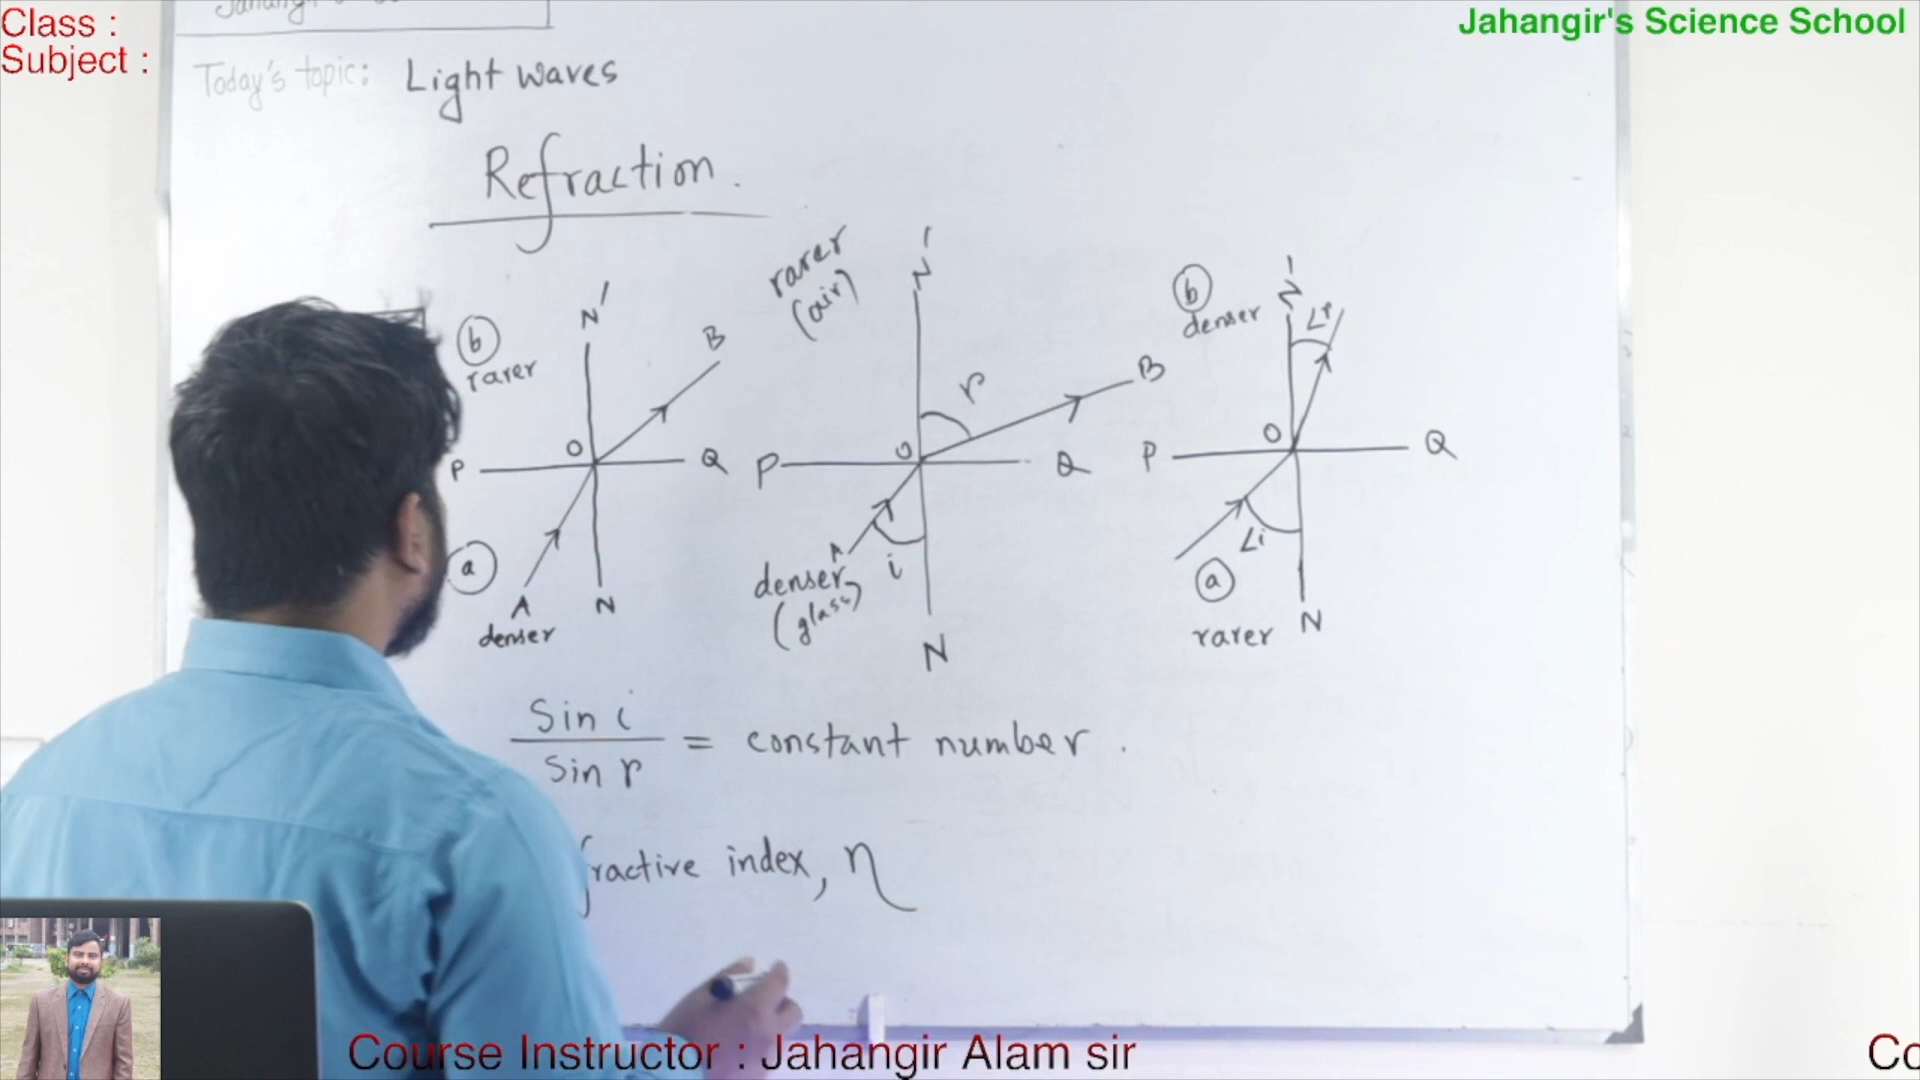 Class :
Subject :
Jahangir's Science School
Today's topic: Light waves
Refraction.
b
rarer
N'
B
P
O
Q
a
A
N
denser
rarer
(air)
N'
r
B
P
O
Q
A
i
denser
(glass)
N
b
denser
N'
∠r
O
P
Q
∠i
a
rarer
N
Sin i
Sin r
= constant number.
fractive index, η
Course Instructor : Jahangir Alam sir
Co